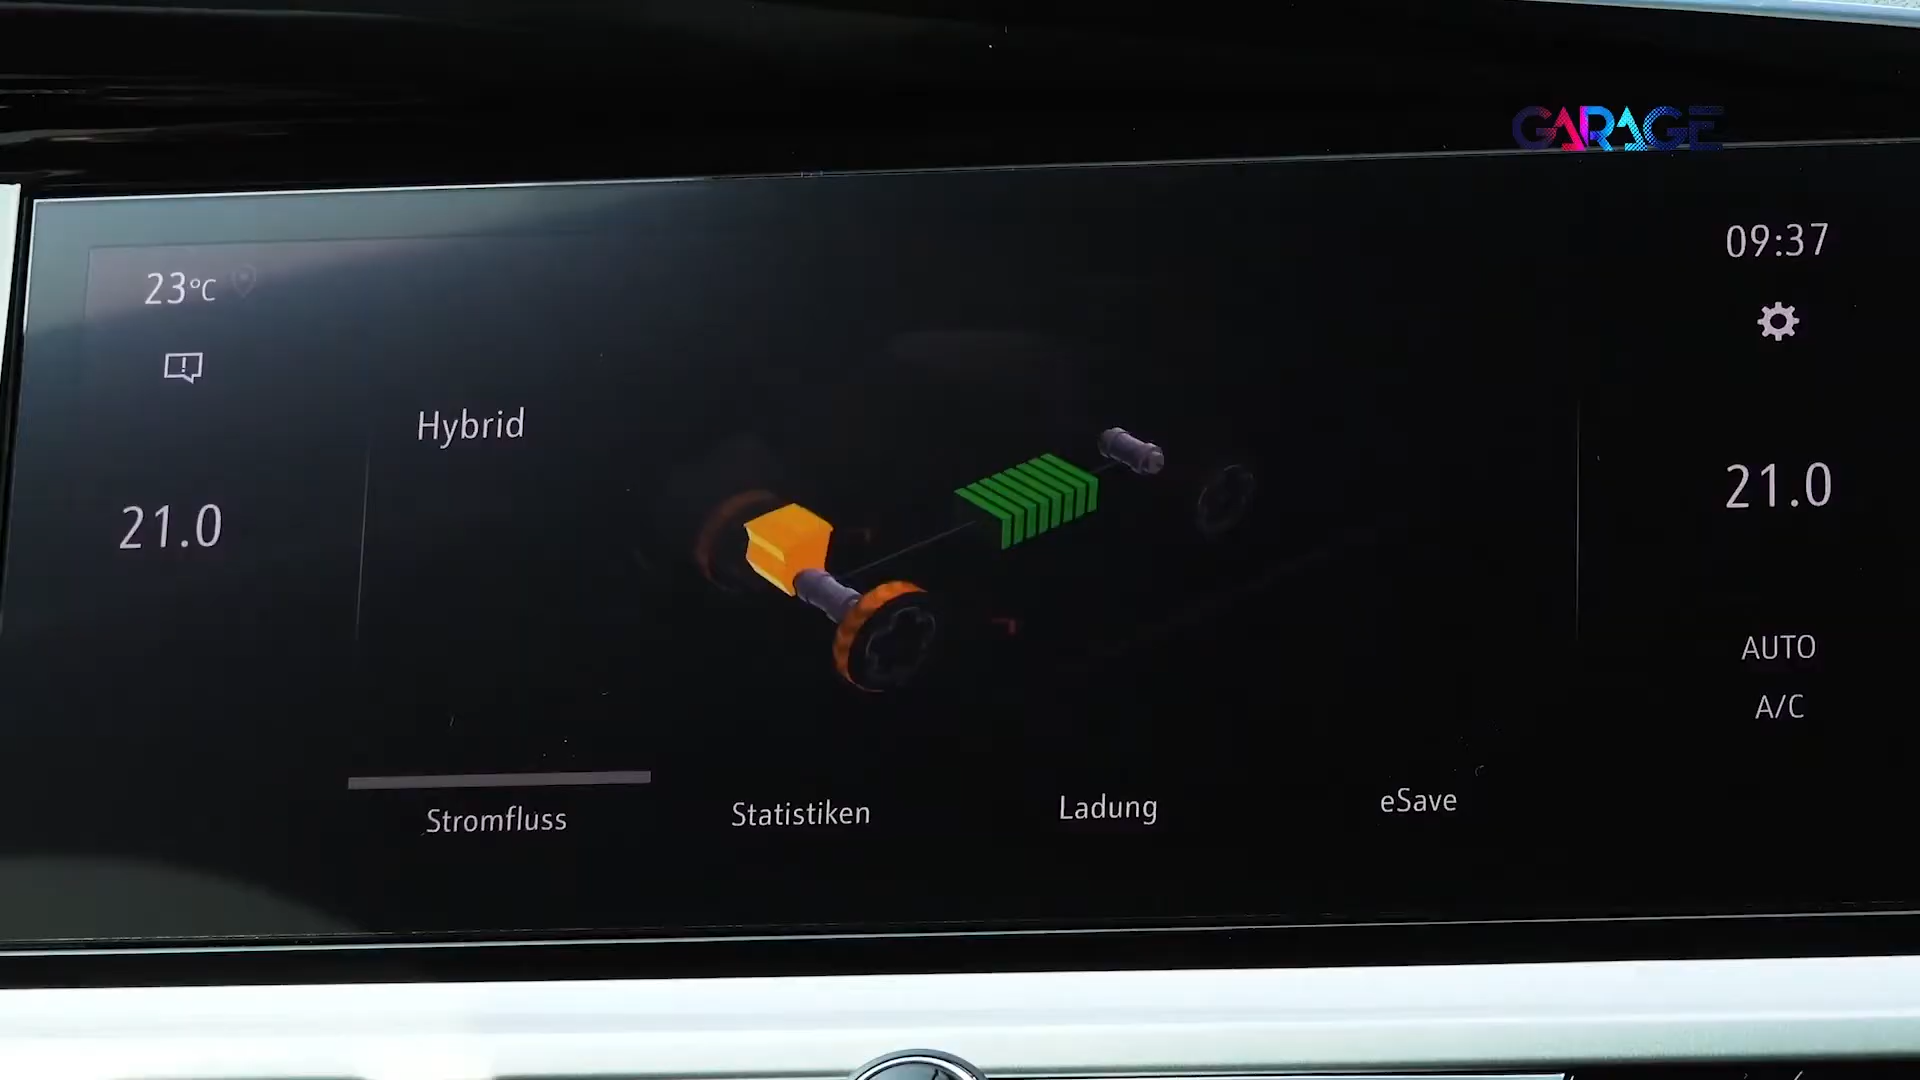 GARAGE
09:37
23°C
Hybrid
21.0
21.0
AUTO
A/C
Stromfluss
Statistiken
Ladung
eSave